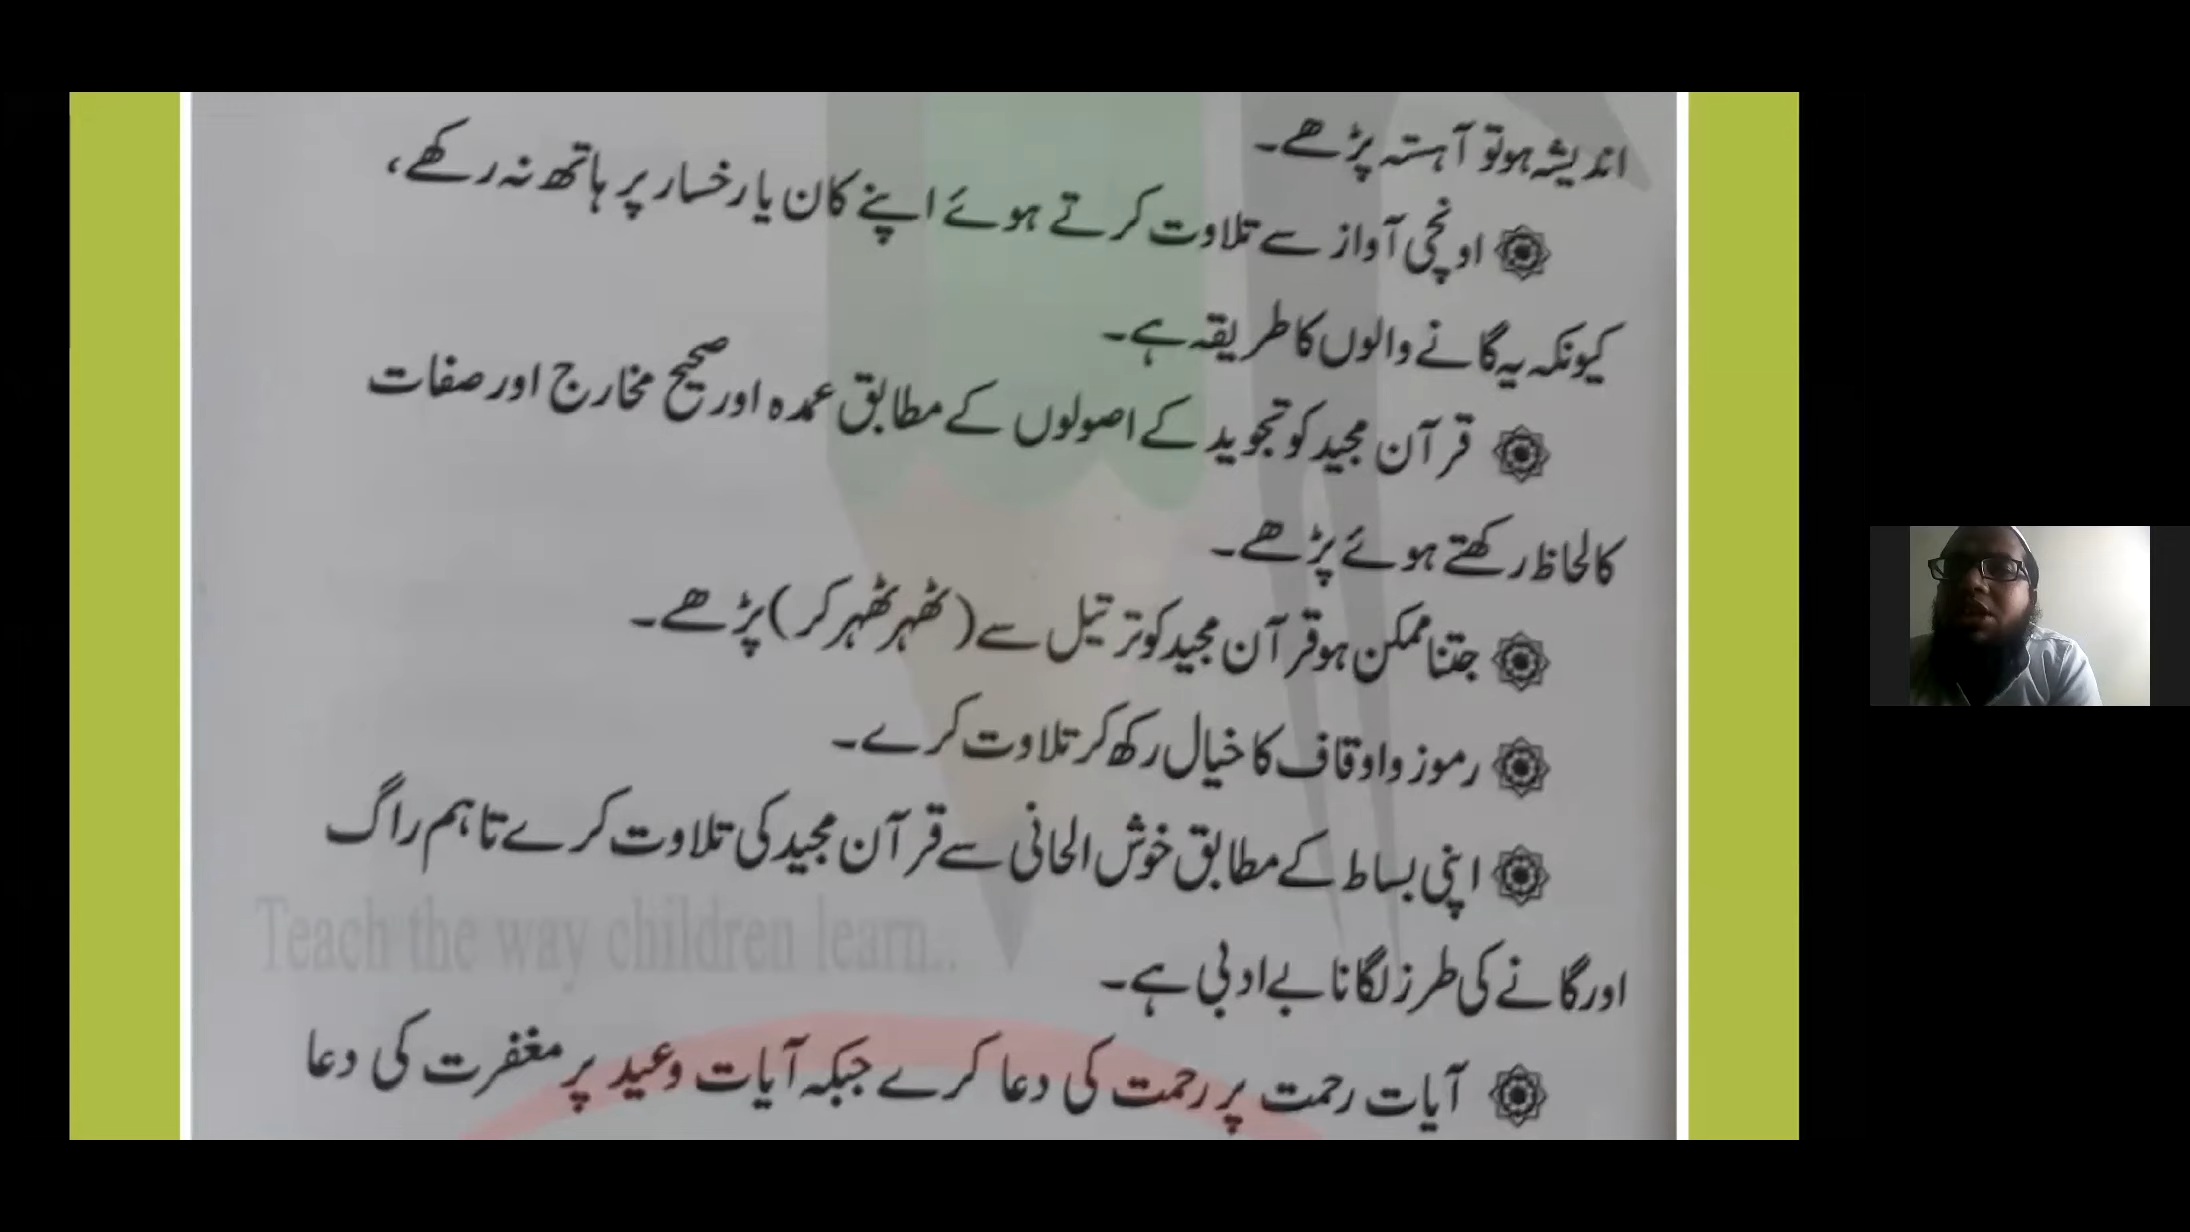 اندیشہ ہو تو آہستہ پڑھے۔
اونچی آواز سے تلاوت کرتے ہوئے اپنے کان یا رخسار پر ہاتھ نہ رکھے،
کیونکہ یہ گانے والوں کا طریقہ ہے۔
قرآن مجید کو تجوید کے اصولوں کے مطابق عمدہ اور صحیح مخارج اور صفات
کا لحاظ رکھتے ہوئے پڑھے۔
جتنا ممکن ہو قرآن مجید کو ترتیل سے (ٹھہر ٹھہر کر) پڑھے۔
رموز و اوقاف کا خیال رکھ کر تلاوت کرے۔
اپنی بساط کے مطابق خوش الحانی سے قرآن مجید کی تلاوت کرے تاہم راگ
Teach the way children learn..
اور گانے کی طرز لگانا بے ادبی ہے۔
آیات رحمت پر رحمت کی دعا کرے جبکہ آیات وعید پر مغفرت کی دعا